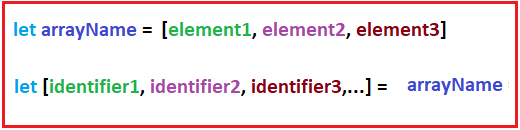 let arrayName = [element1, element2, element3]
let [identifier1, identifier2, identifier3,...] = arrayName